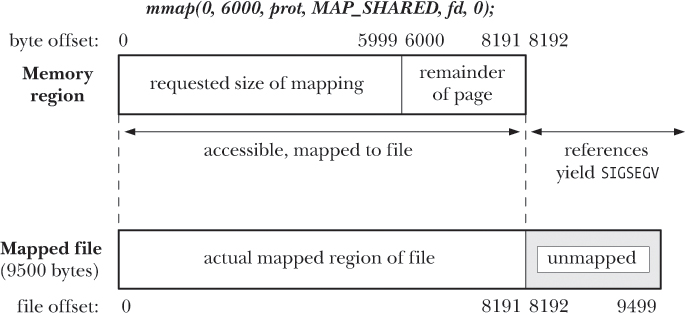 mmap(0, 6000, prot, MAP_SHARED, fd, 0);
byte offset: 0 5999 6000 8191 8192
Memory region
requested size of mapping
remainder of page
accessible, mapped to file
references yield SIGSEGV
Mapped file (9500 bytes)
actual mapped region of file
unmapped
file offset: 0 8191 8192 9499